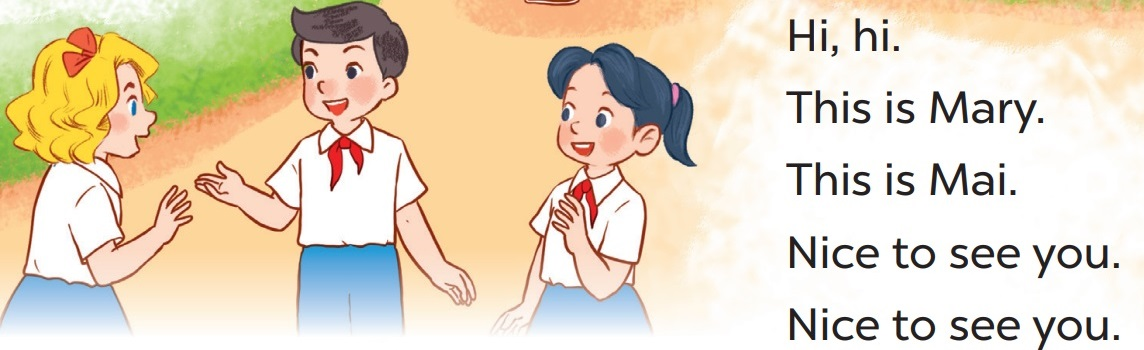 Hi, hi.
This is Mary.
This is Mai.
Nice to see you.
Nice to see you.